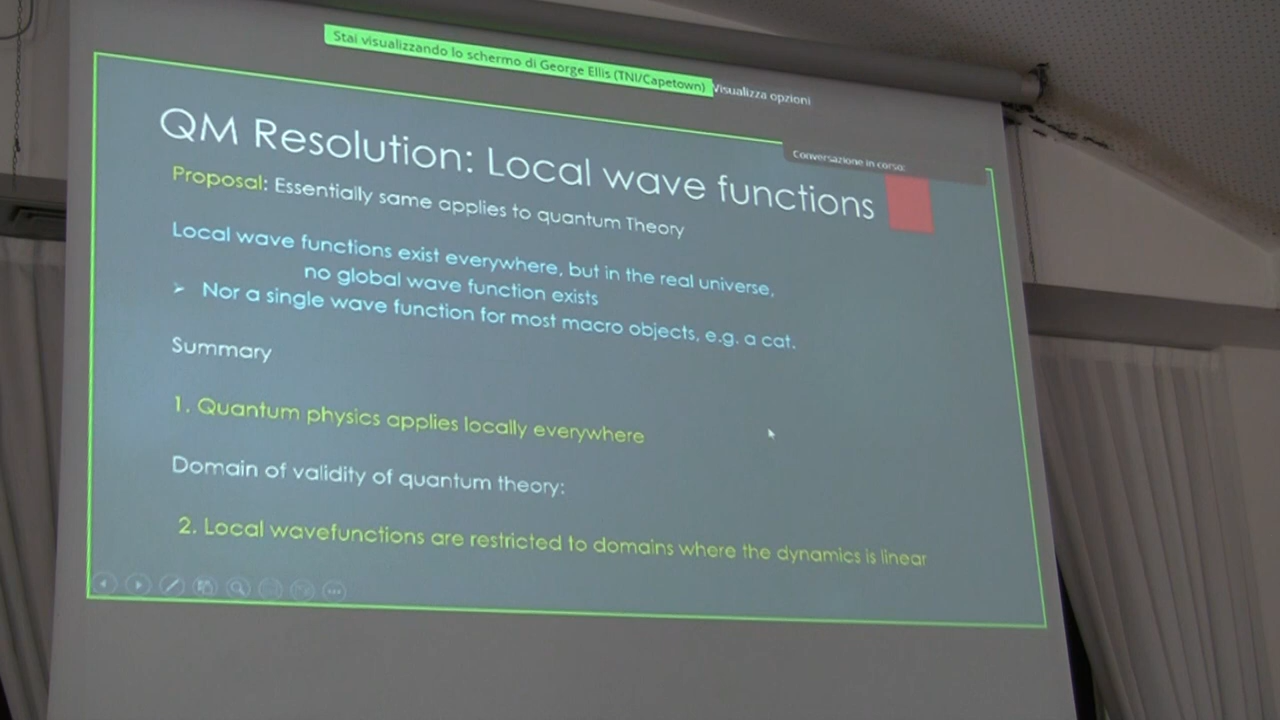 Stai visualizzando lo schermo di George Ellis (TNI/Capetown) Visualizza opzioni
Conversazione in corso:
QM Resolution: Local wave functions
Proposal: Essentially same applies to quantum Theory
Local wave functions exist everywhere, but in the real universe,
no global wave function exists
➢ Nor a single wave function for most macro objects, e.g. a cat.
Summary
1. Quantum physics applies locally everywhere
Domain of validity of quantum theory:
2. Local wavefunctions are restricted to domains where the dynamics is linear